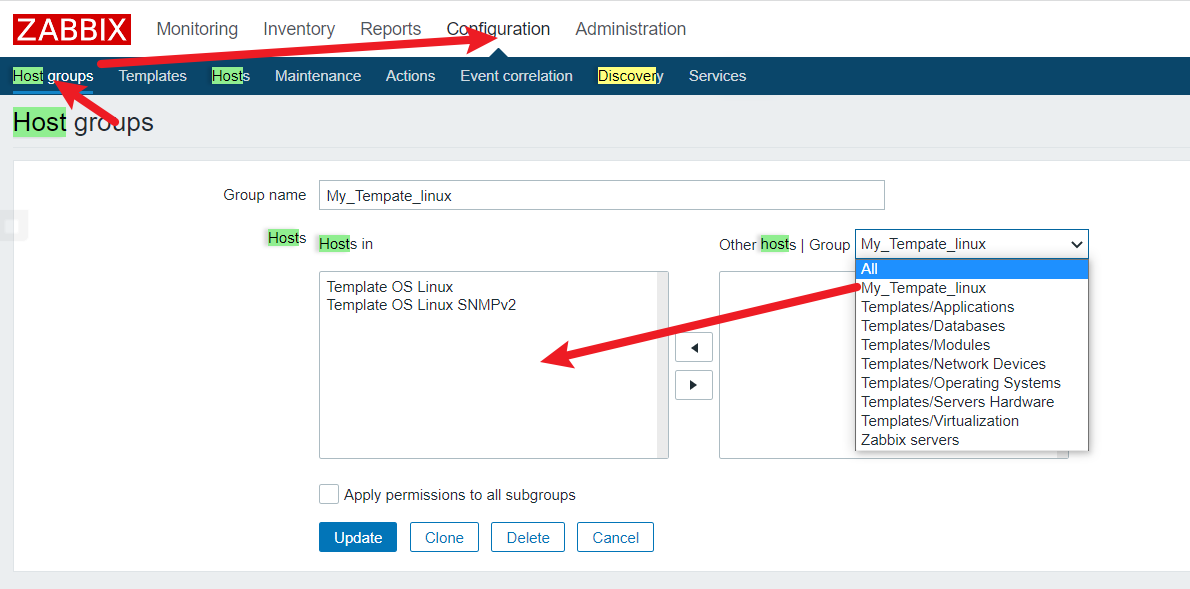 ZABBIX Monitoring Inventory Reports Configuration Administration
Host groups Templates Hosts Maintenance Actions Event correlation Discovery Services
Host groups
Group name My_Tempate_linux
Hosts Hosts in Other hosts | Group My_Tempate_linux
All
Template OS Linux My_Tempate_linux
Template OS Linux SNMPv2 Templates/Applications
Templates/Databases
Templates/Modules
Templates/Network Devices
Templates/Operating Systems
Templates/Servers Hardware
Templates/Virtualization
Zabbix servers
Apply permissions to all subgroups
Update Clone Delete Cancel